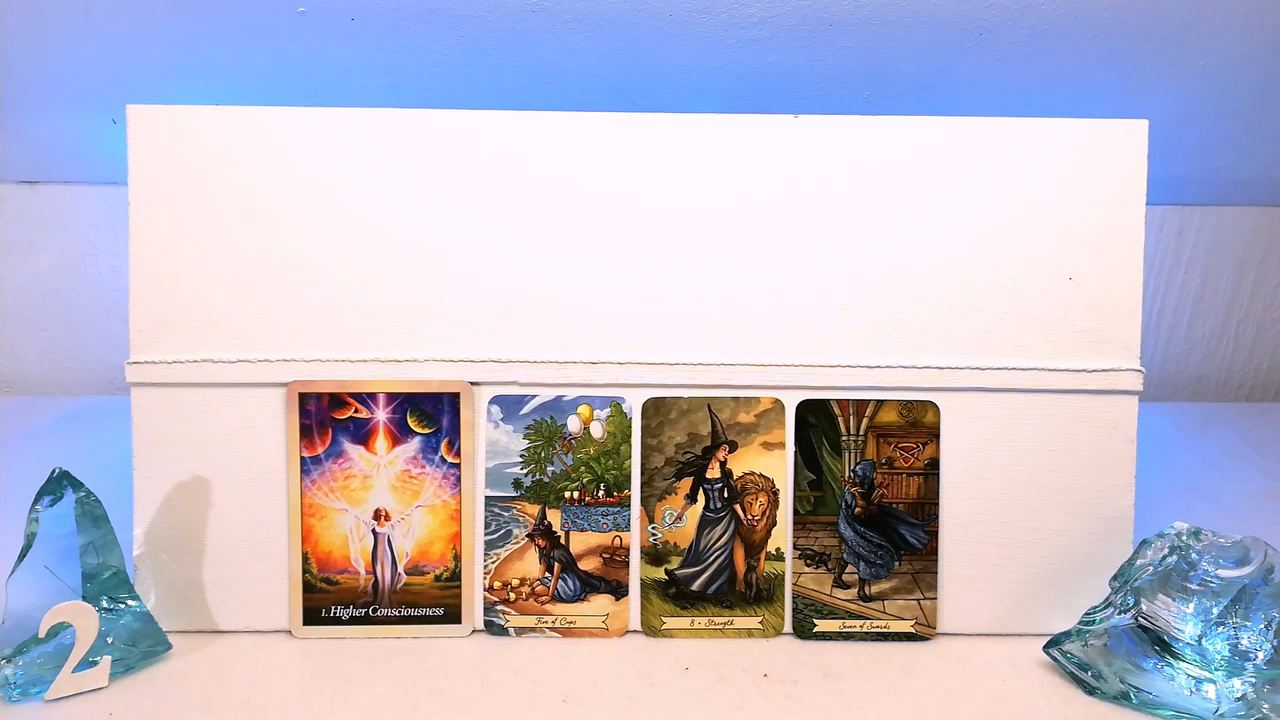 1. Higher Consciousness
Five of Cups
8 - Strength
Seven of Swords
2